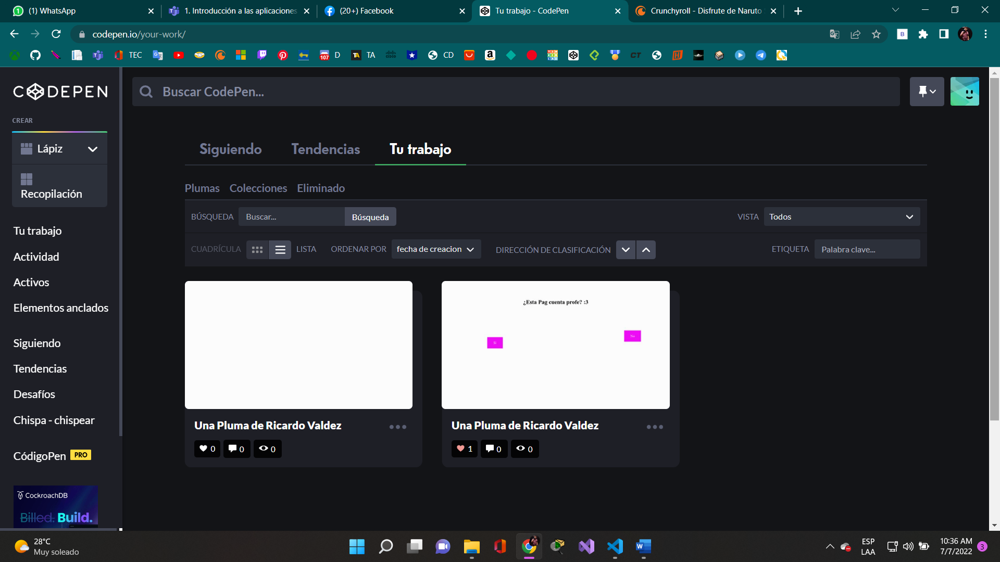 (1) WhatsApp
1. Introducción a las aplicaciones
(20+) Facebook
Tu trabajo - CodePen
Crunchyroll - Disfrute de Naruto
codepen.io/your-work/
TEC
107
D
TA
TA
CD
CT
CODEPEN
Buscar CodePen...
CREAR
Lápiz
Recopilación
Tu trabajo
Actividad
Activos
Elementos anclados
Siguiendo
Tendencias
Desafíos
Chispa - chispear
CódigoPen PRO
CockroachDB
Billed. Build.
Siguiendo Tendencias Tu trabajo
Plumas Colecciones Eliminado
BÚSQUEDA Buscar... Búsqueda VISTA Todos
CUADRÍCULA LISTA ORDENAR POR fecha de creacion DIRECCIÓN DE CLASIFICACIÓN ETIQUETA Palabra clave...
¿Esta Pag cuenta profe? :3
Si
No
Una Pluma de Ricardo Valdez
0 0 0
Una Pluma de Ricardo Valdez
1 0 0
28°C
Muy soleado
ESP
LAA
10:36 AM
7/7/2022
3